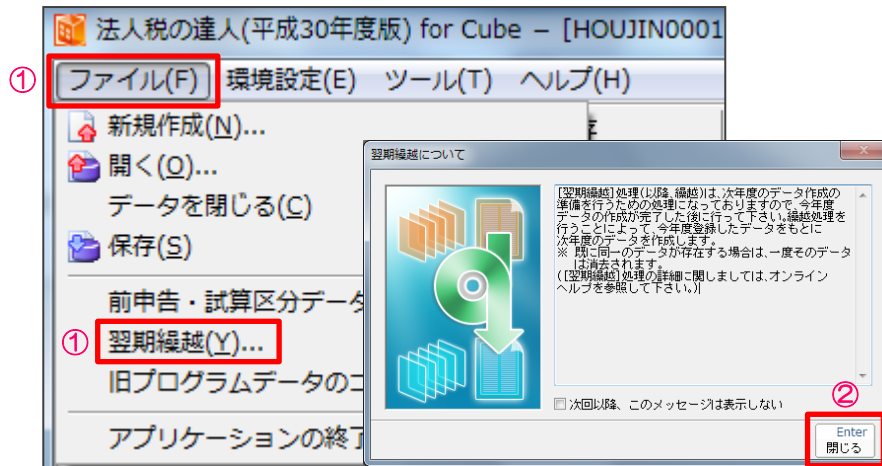 法人税の達人(平成30年度版) for Cube – [HOUJIN0001
① ファイル(F) 環境設定(E) ツール(T) ヘルプ(H)
新規作成(N)...
開く(O)...
データを閉じる(C)
保存(S)
前申告・試算区分データ
① 翌期繰越(Y)...
旧プログラムデータのコ
アプリケーションの終了
翌期繰越について
[翌期繰越]処理(以降、繰越)は、次年度のデータ作成の
準備を行うための処理になっておりますので、今年度
データの作成が完了した後に行って下さい。繰越処理を
行うことによって、今年度登録したデータをもとに
次年度のデータを作成します。
※ 既に同一のデータが存在する場合は、一度そのデータ
は消去されます。
([翌期繰越]処理の詳細に関しましては、オンライン
ヘルプを参照して下さい。)
次回以降、このメッセージは表示しない
②
Enter
閉じる